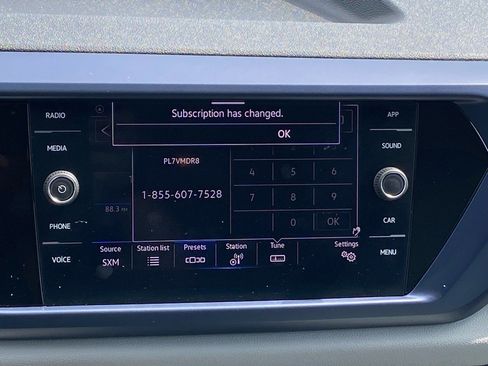 Subscription has changed.
OK
RADIO
APP
MEDIA
SOUND
PL7VMDR8
4 5 6
1-855-607-7528
7 8 9
88.3
0 OK
PHONE
CAR
VOICE
Source
Station list
Presets
Station
Tune
Settings
MENU
SXM